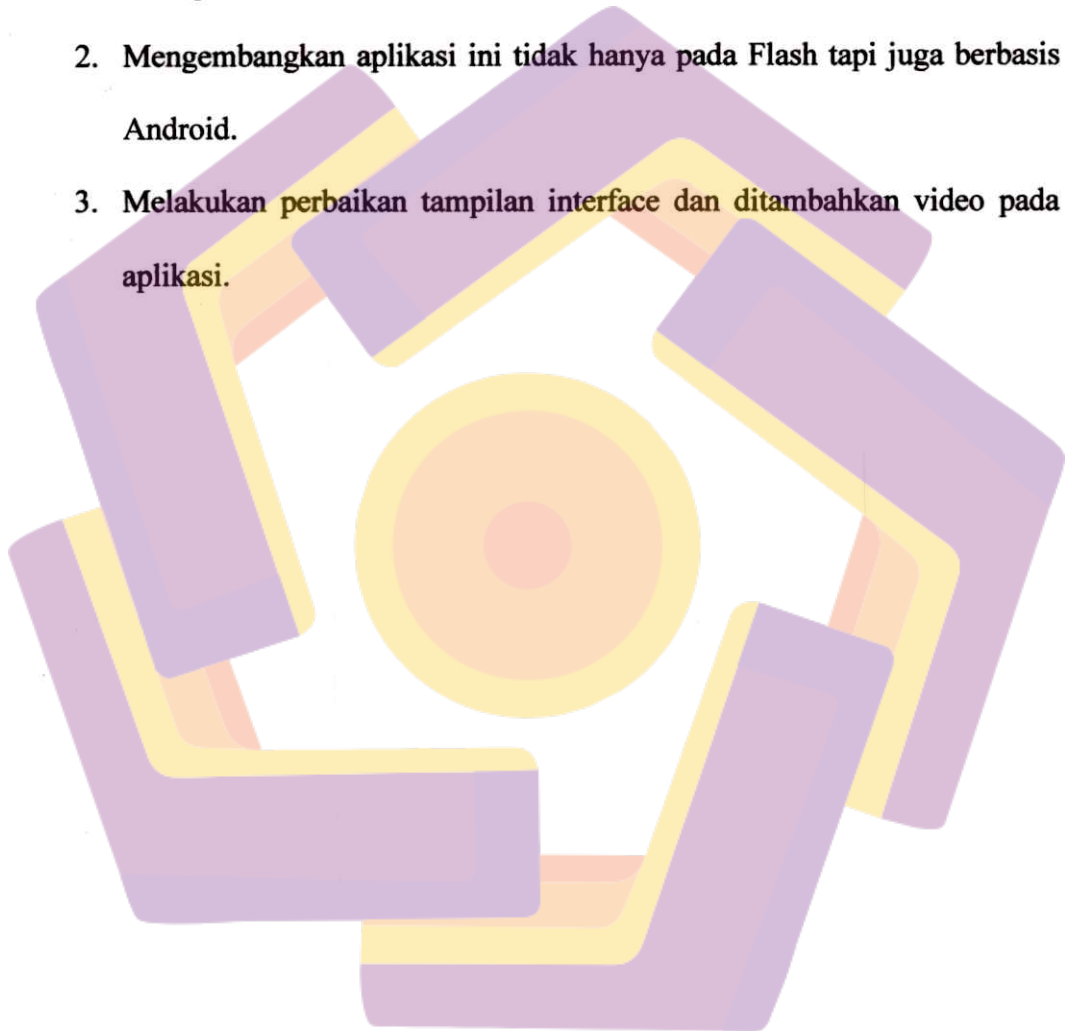 2. Mengembangkan aplikasi ini tidak hanya pada Flash tapi juga berbasis
Android.
3. Melakukan perbaikan tampilan interface dan ditambahkan video pada
aplikasi.